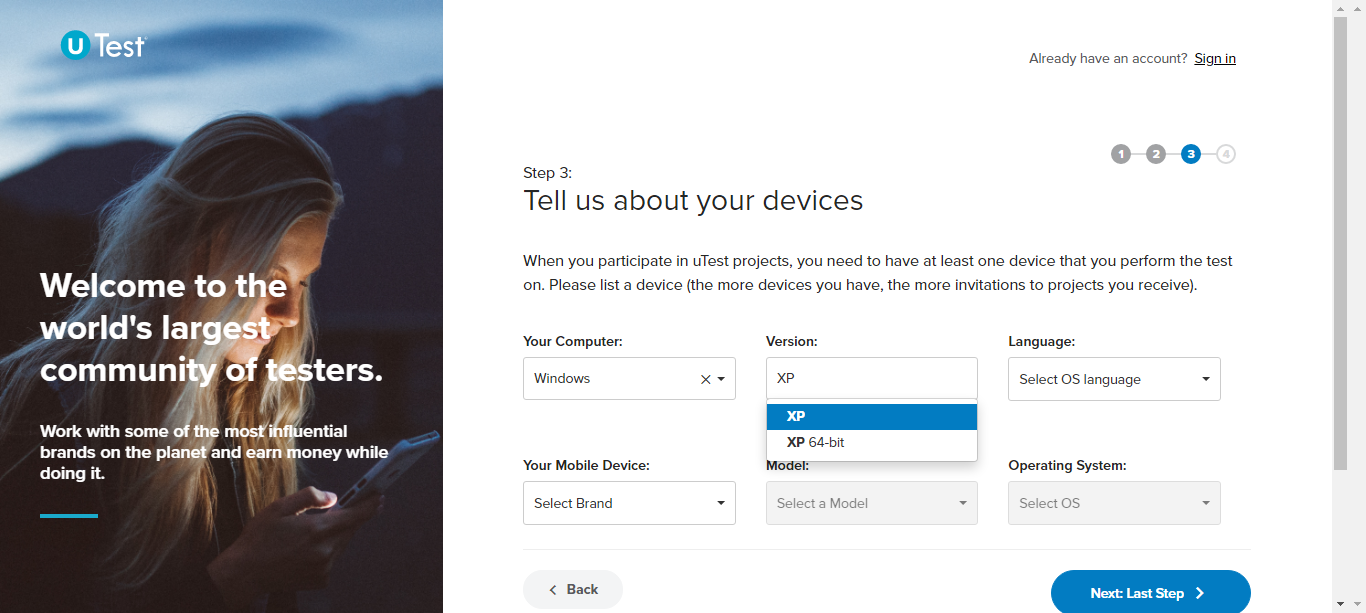 U Test
Already have an account? Sign in
1 2 3 4
Step 3:
Tell us about your devices
When you participate in uTest projects, you need to have at least one device that you perform the test
on. Please list a device (the more devices you have, the more invitations to projects you receive).
Welcome to the
world's largest
community of testers.
Work with some of the most influential
brands on the planet and earn money while
doing it.
Your Computer:
Windows
Version:
XP
XP
XP 64-bit
Language:
Select OS language
Your Mobile Device:
Select Brand
Model:
Select a Model
Operating System:
Select OS
Back
Next: Last Step